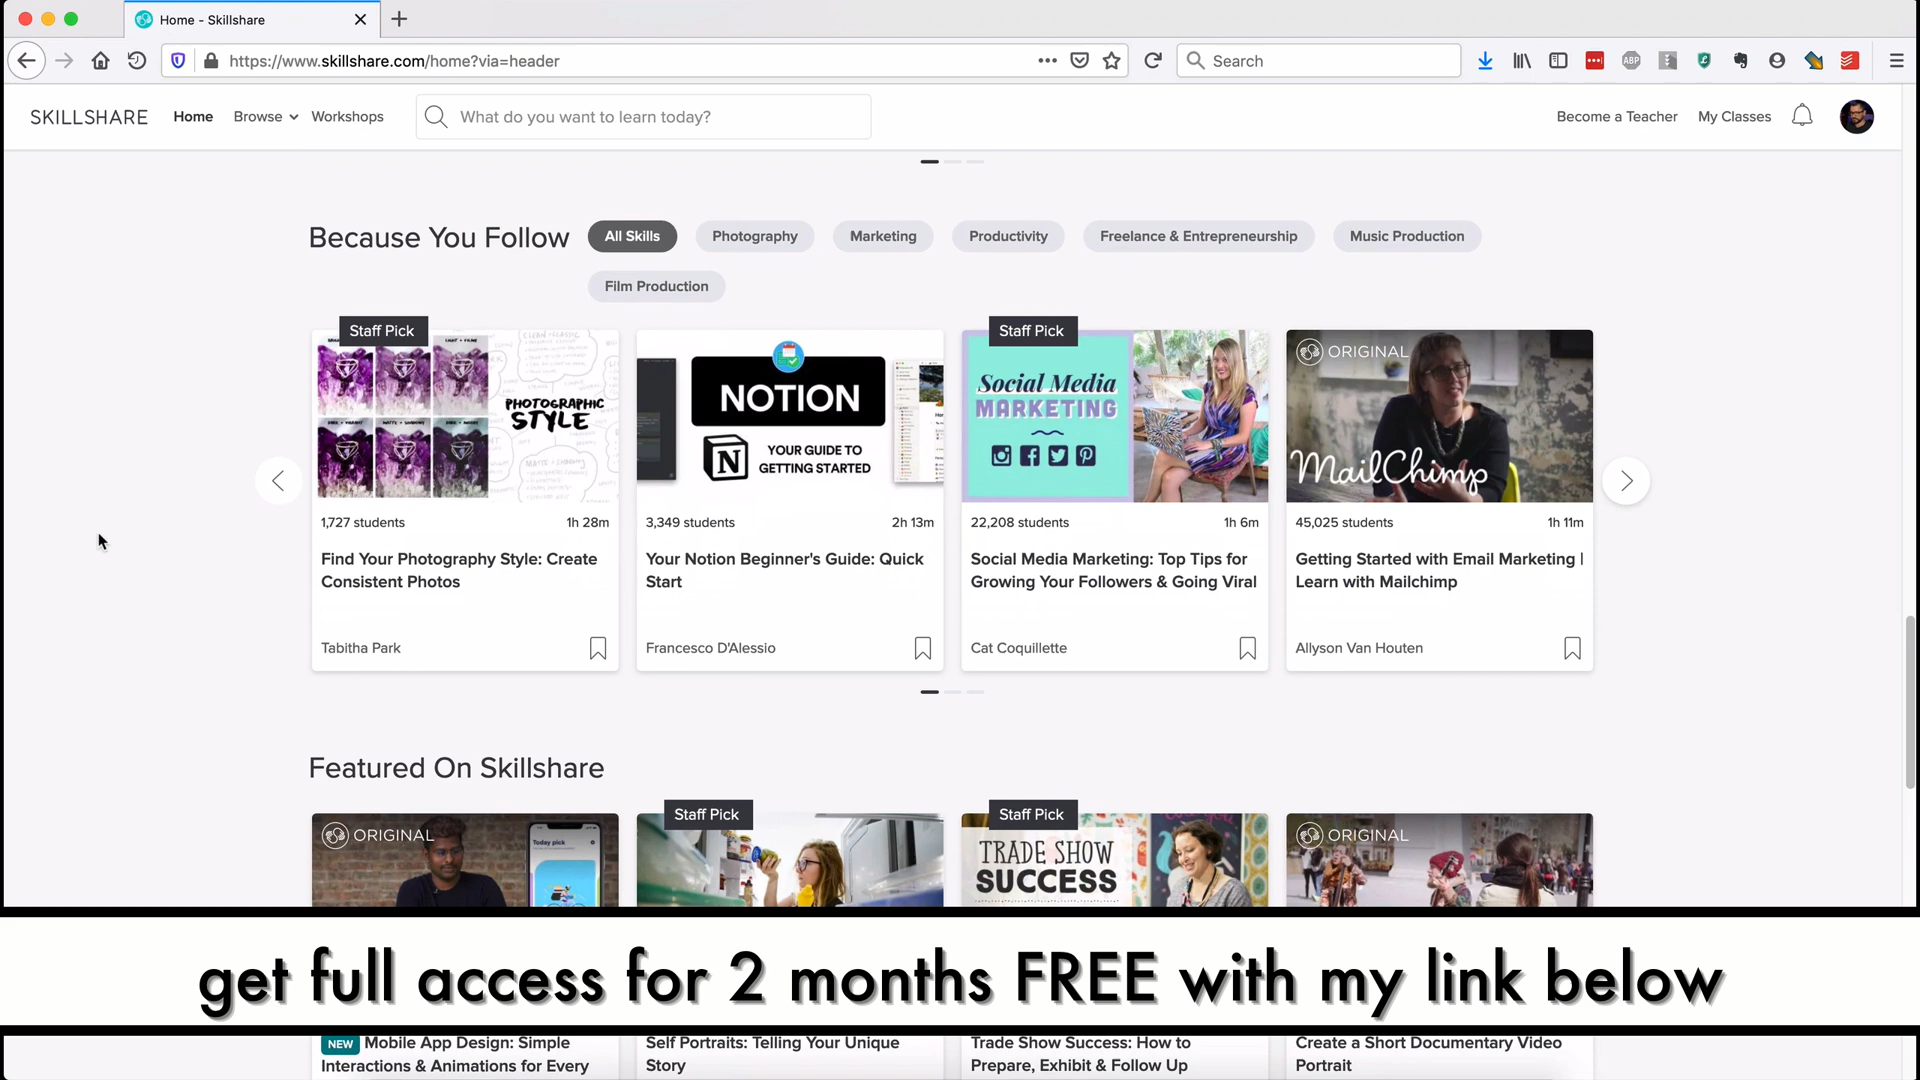 Home - Skillshare
https://www.skillshare.com/home?via=header
Search
ABP
SKILLSHARE
Home
Browse
Workshops
What do you want to learn today?
Become a Teacher
My Classes
Because You Follow
All Skills
Photography
Marketing
Productivity
Freelance & Entrepreneurship
Music Production
Film Production
Staff Pick
PHOTOGRAPHIC
STYLE
1,727 students
1h 28m
Find Your Photography Style: Create
Consistent Photos
Tabitha Park
NOTION
YOUR GUIDE TO
GETTING STARTED
3,349 students
2h 13m
Your Notion Beginner's Guide: Quick
Start
Francesco D'Alessio
Staff Pick
Social Media
MARKETING
22,208 students
1h 6m
Social Media Marketing: Top Tips for
Growing Your Followers & Going Viral
Cat Coquillette
ORIGINAL
MailChimp
45,025 students
1h 11m
Getting Started with Email Marketing |
Learn with Mailchimp
Allyson Van Houten
Featured On Skillshare
ORIGINAL
Today pick
Staff Pick
Staff Pick
TRADE SHOW
SUCCESS
ORIGINAL
get full access for 2 months FREE with my link below
NEW Mobile App Design: Simple
Interactions & Animations for Every
Self Portraits: Telling Your Unique
Story
Trade Show Success: How to
Prepare, Exhibit & Follow Up
Create a Short Documentary Video
Portrait